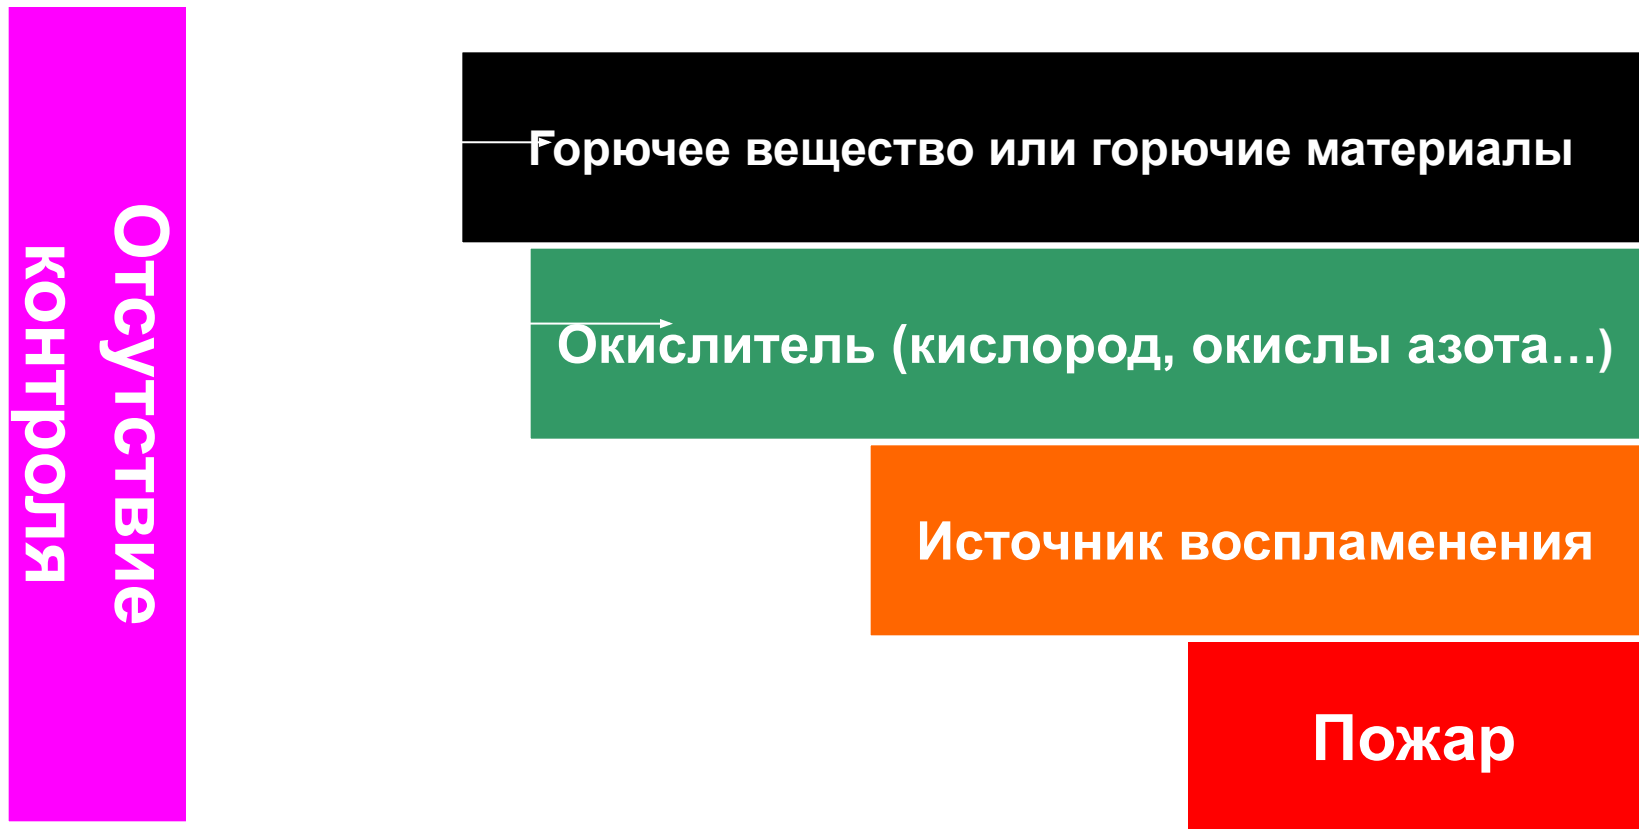 Отсутствие
контроля
Горючее вещество или горючие материалы
Окислитель (кислород, окислы азота…)
Источник воспламенения
Пожар